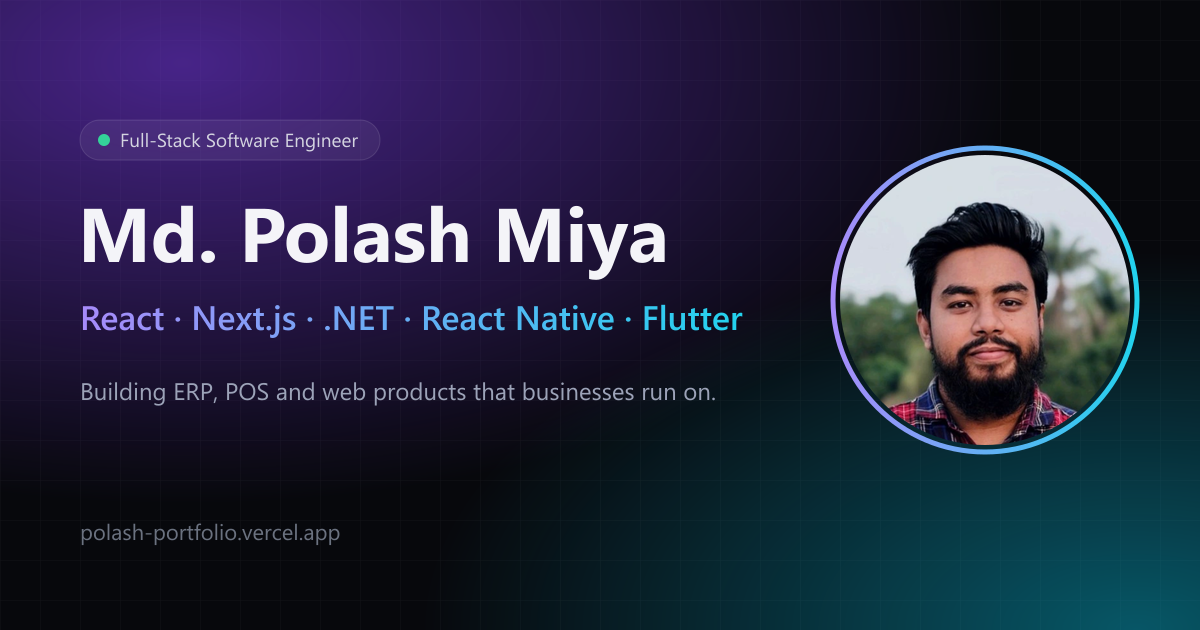 Full-Stack Software Engineer
Md. Polash Miya
React · Next.js · .NET · React Native · Flutter
Building ERP, POS and web products that businesses run on.
polash-portfolio.vercel.app